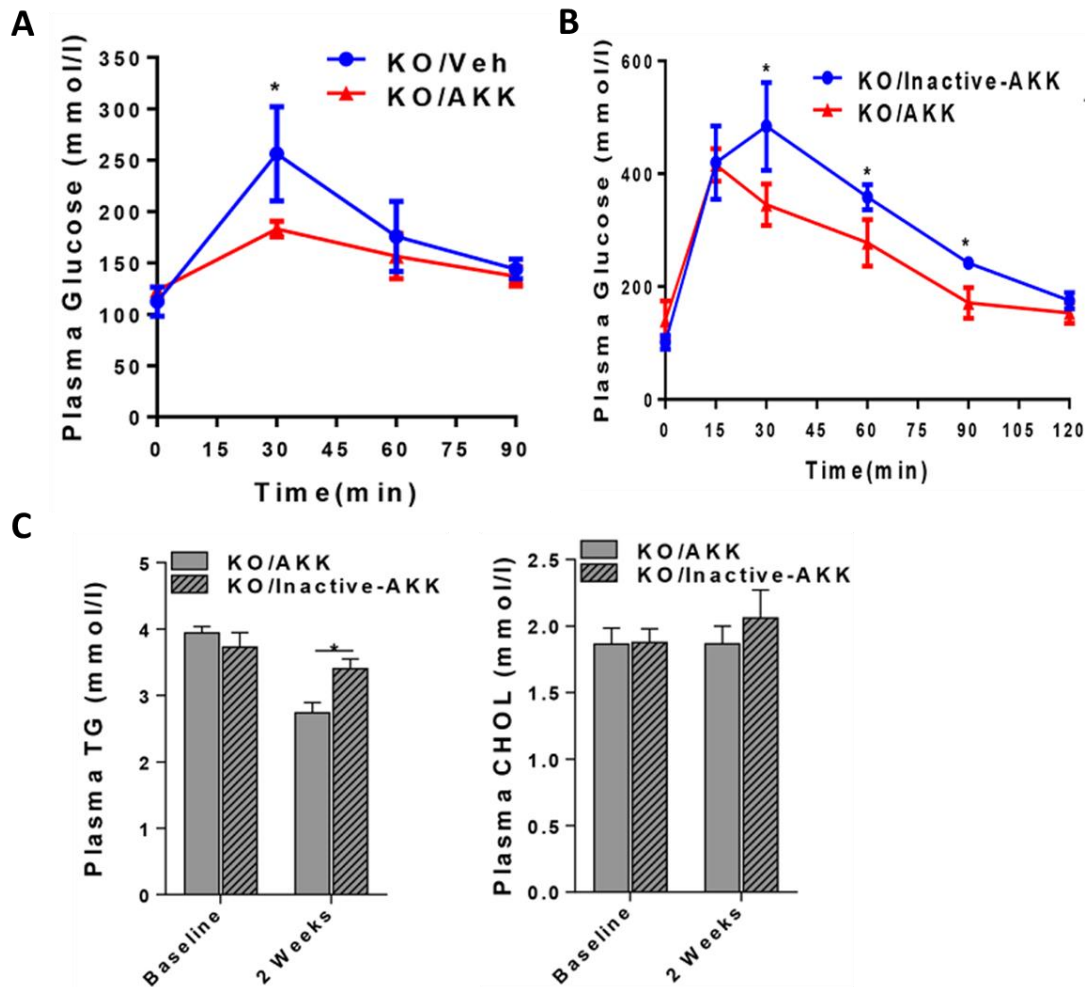 A
Plasma Glucose (mmol/l)
350
300
250
200
150
100
50
0
KO/Veh
KO/AKK
*
0 15 30 45 60 75 90
Time(min)
B
Plasma Glucose (mmol/l)
600
400
200
0
KO/Inactive-AKK
KO/AKK
*
*
*
0 15 30 45 60 75 90 105 120
Time(min)
C
Plasma TG (mmol/l)
5
4
3
2
1
0
KO/AKK
KO/Inactive-AKK
*
Baseline
2 Weeks
Plasma CHOL (mmol/l)
2.5
2.0
1.5
1.0
0.5
0.0
KO/AKK
KO/Inactive-AKK
Baseline
2 Weeks